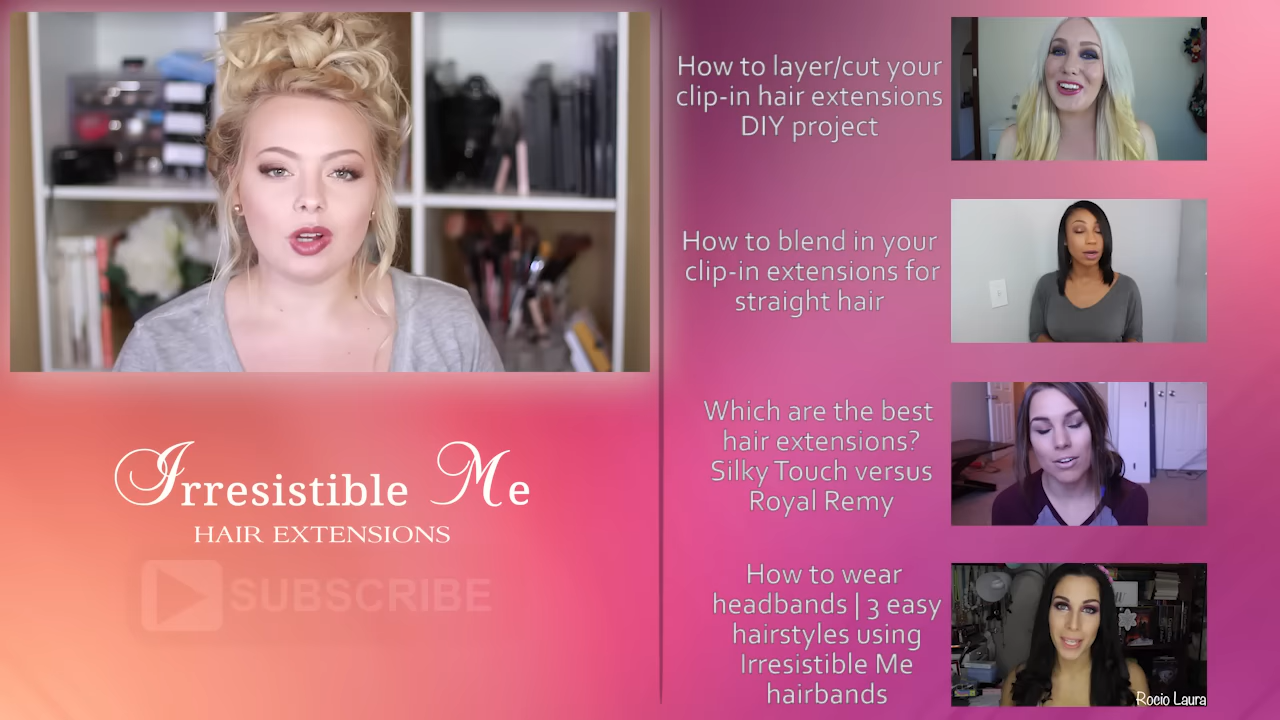 How to layer/cut your
clip-in hair extensions
DIY project
How to blend in your
clip-in extensions for
straight hair
Which are the best
hair extensions?
Silky Touch versus
Royal Remy
How to wear
headbands | 3 easy
hairstyles using
Irresistible Me
hairbands
Irresistible Me
HAIR EXTENSIONS
SUBSCRIBE
Rocio Laura